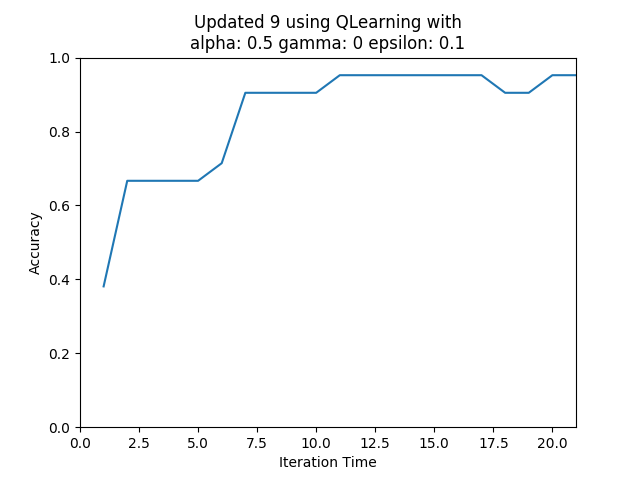 Updated 9 using QLearning with
alpha: 0.5 gamma: 0 epsilon: 0.1
1.0
0.8
0.6
0.4
0.2
0.0
Accuracy
0.0 2.5 5.0 7.5 10.0 12.5 15.0 17.5 20.0
Iteration Time